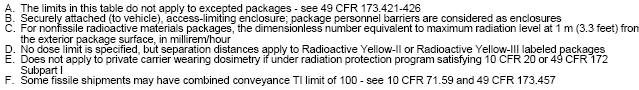 A. The limits in this table do not apply to excepted packages - see 49 CFR 173.421-426
B. Securely attached (to vehicle), access-limiting enclosure; package personnel barriers are considered as enclosures
C. For nonfissile radioactive materials packages, the dimensionless number equivalent to maximum radiation level at 1 m (3.3 feet) from
the exterior package surface, in millirem/hour
D. No dose limit is specified, but separation distances apply to Radioactive Yellow-II or Radioactive Yellow-III labeled packages
E. Does not apply to private carrier wearing dosimetry if under radiation protection program satisfying 10 CFR 20 or 49 CFR 172
Subpart I
F. Some fissile shipments may have combined conveyance TI limit of 100 - see 10 CFR 71.59 and 49 CFR 173.457